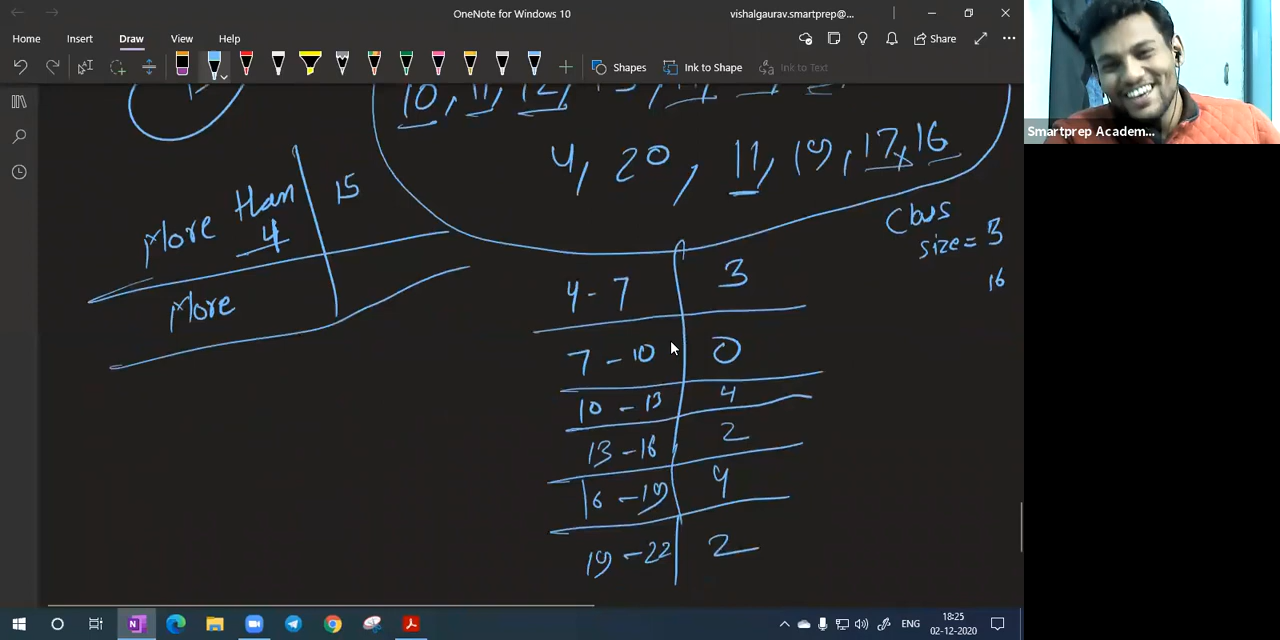 OneNote for Windows 10
vishalgaurav.smartprep@...
Home Insert Draw View Help
Share
Shapes Ink to Shape Ink to Text
10, 11, 12,
4, 20, 11, 19, 17, 16
More than 4 15
More
Class
size = 3
16
4 - 7 3
7 - 10 0
10 - 13 4
13 - 16 2
16 - 19 4
19 - 22 2
Smartprep Academ...
ENG
18:25
02-12-2020